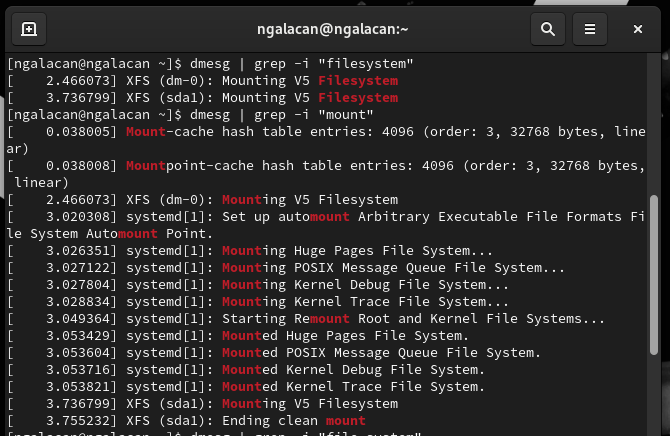 ngalacan@ngalacan:~
[ngalacan@ngalacan ~]$ dmesg | grep -i "filesystem"
[    2.466073] XFS (dm-0): Mounting V5 Filesystem
[    3.736799] XFS (sda1): Mounting V5 Filesystem
[ngalacan@ngalacan ~]$ dmesg | grep -i "mount"
[    0.038005] Mount-cache hash table entries: 4096 (order: 3, 32768 bytes, line
ar)
[    0.038008] Mountpoint-cache hash table entries: 4096 (order: 3, 32768 bytes,
 linear)
[    2.466073] XFS (dm-0): Mounting V5 Filesystem
[    3.020308] systemd[1]: Set up automount Arbitrary Executable File Formats Fi
le System Automount Point.
[    3.026351] systemd[1]: Mounting Huge Pages File System...
[    3.027122] systemd[1]: Mounting POSIX Message Queue File System...
[    3.027804] systemd[1]: Mounting Kernel Debug File System...
[    3.028834] systemd[1]: Mounting Kernel Trace File System...
[    3.049364] systemd[1]: Starting Remount Root and Kernel File Systems...
[    3.053429] systemd[1]: Mounted Huge Pages File System.
[    3.053604] systemd[1]: Mounted POSIX Message Queue File System.
[    3.053716] systemd[1]: Mounted Kernel Debug File System.
[    3.053821] systemd[1]: Mounted Kernel Trace File System.
[    3.736799] XFS (sda1): Mounting V5 Filesystem
[    3.755232] XFS (sda1): Ending clean mount
[ngalacan@ngalacan ~]$ dmesg | grep -i "file system"